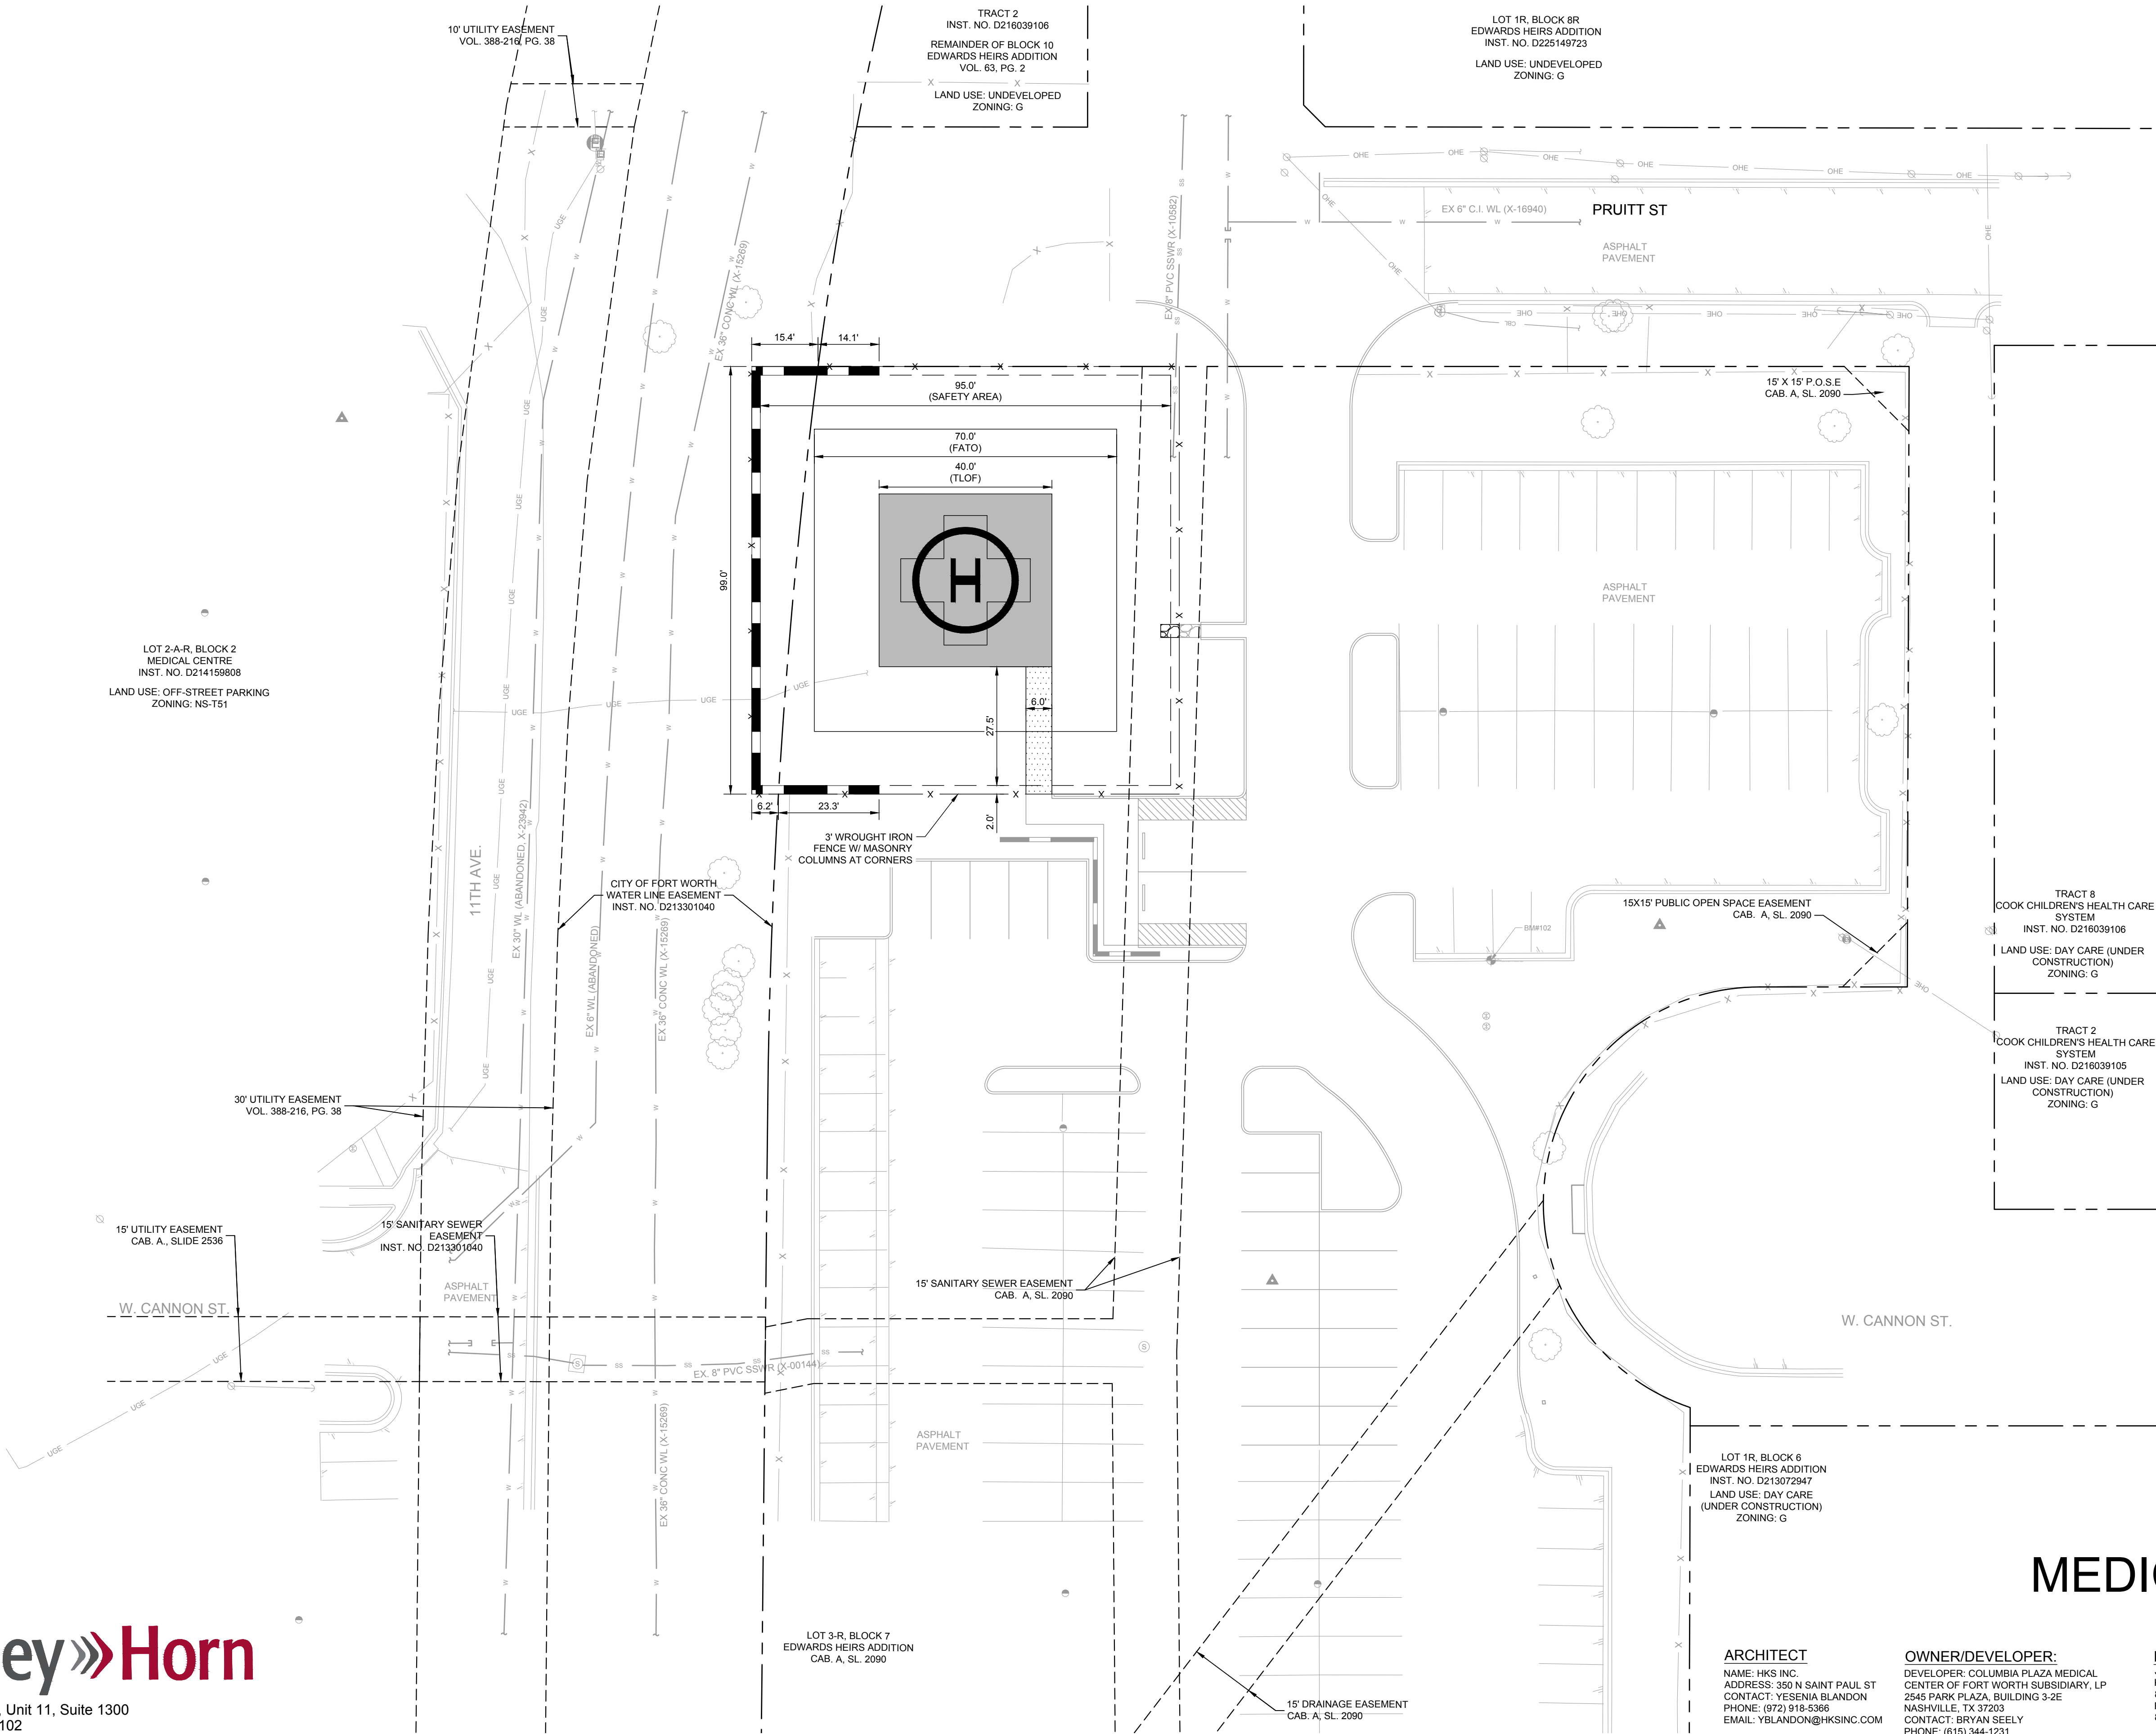 10' UTILITY EASEMENT
VOL. 388-216, PG. 38
TRACT 2
INST. NO. D216039106
REMAINDER OF BLOCK 10
EDWARDS HEIRS ADDITION
VOL. 63, PG. 2
LAND USE: UNDEVELOPED
ZONING: G
LOT 1R, BLOCK 8R
EDWARDS HEIRS ADDITION
INST. NO. D225149723
LAND USE: UNDEVELOPED
ZONING: G
EX 6" C.I. WL (X-16940)
PRUITT ST
ASPHALT
PAVEMENT
EX 8" PVC SSWR (X-10582)
EX 36" CONC WL (X-15269)
15.4'
14.1'
95.0'
(SAFETY AREA)
70.0'
(FATO)
40.0'
(TLOF)
99.0'
H
6.0'
27.5'
6.2'
23.3'
2.0'
15' X 15' P.O.S.E
CAB. A, SL. 2090
ASPHALT
PAVEMENT
LOT 2-A-R, BLOCK 2
MEDICAL CENTRE
INST. NO. D214159808
LAND USE: OFF-STREET PARKING
ZONING: NS-T51
3' WROUGHT IRON
FENCE W/ MASONRY
COLUMNS AT CORNERS
11TH AVE.
EX 30" WL (ABANDONED, X-23942)
CITY OF FORT WORTH
WATER LINE EASEMENT
INST. NO. D213301040
EX 6" WL (ABANDONED)
EX 36" CONC WL (X-15269)
15X15' PUBLIC OPEN SPACE EASEMENT
CAB. A, SL. 2090
BM#102
TRACT 8
COOK CHILDREN'S HEALTH CARE
SYSTEM
INST. NO. D216039106
LAND USE: DAY CARE (UNDER
CONSTRUCTION)
ZONING: G
TRACT 2
COOK CHILDREN'S HEALTH CARE
SYSTEM
INST. NO. D216039105
LAND USE: DAY CARE (UNDER
CONSTRUCTION)
ZONING: G
30' UTILITY EASEMENT
VOL. 388-216, PG. 38
15' UTILITY EASEMENT
CAB. A., SLIDE 2536
15' SANITARY SEWER
EASEMENT
INST. NO. D213301040
15' SANITARY SEWER EASEMENT
CAB. A, SL. 2090
ASPHALT
PAVEMENT
W. CANNON ST.
W. CANNON ST.
EX. 8" PVC SSWR (X-00144)
EX 36" CONC WL (X-15269)
ASPHALT
PAVEMENT
LOT 1R, BLOCK 6
EDWARDS HEIRS ADDITION
INST. NO. D213072947
LAND USE: DAY CARE
(UNDER CONSTRUCTION)
ZONING: G
LOT 3-R, BLOCK 7
EDWARDS HEIRS ADDITION
CAB. A, SL. 2090
15' DRAINAGE EASEMENT
CAB. A, SL. 2090
ey Horn
, Unit 11, Suite 1300
102
ARCHITECT
NAME: HKS INC.
ADDRESS: 350 N SAINT PAUL ST
CONTACT: YESENIA BLANDON
PHONE: (972) 918-5366
EMAIL: YBLANDON@HKSINC.COM
OWNER/DEVELOPER:
DEVELOPER: COLUMBIA PLAZA MEDICAL
CENTER OF FORT WORTH SUBSIDIARY, LP
2545 PARK PLAZA, BUILDING 3-2E
NASHVILLE, TX 37203
CONTACT: BRYAN SEELY
PHONE: (615) 344-1231